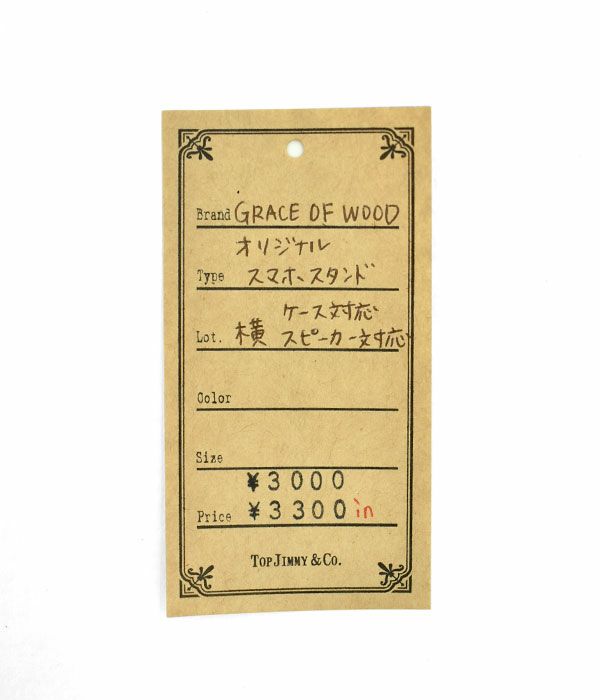 Brand GRACE OF WOOD
オリジナル
Type スマホスタンド
ケース対応
Lot. 横 スピーカー対応
Color
Size
¥3000
Price ¥3300 in
TOP JIMMY & CO.